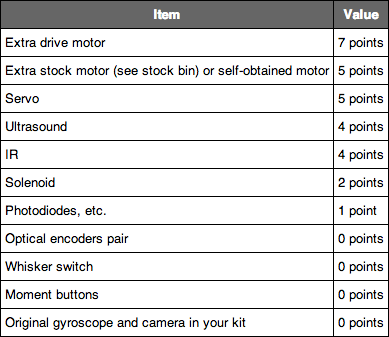 Item Value
Extra drive motor 7 points
Extra stock motor (see stock bin) or self-obtained motor 5 points
Servo 5 points
Ultrasound 4 points
IR 4 points
Solenoid 2 points
Photodiodes, etc. 1 point
Optical encoders pair 0 points
Whisker switch 0 points
Moment buttons 0 points
Original gyroscope and camera in your kit 0 points